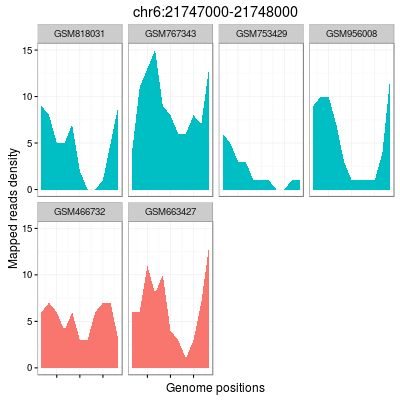 chr6:21747000-21748000
GSM818031 GSM767343 GSM753429 GSM956008
15
10
5
0
GSM466732 GSM663427
15
10
5
0
Mapped reads density
Genome positions